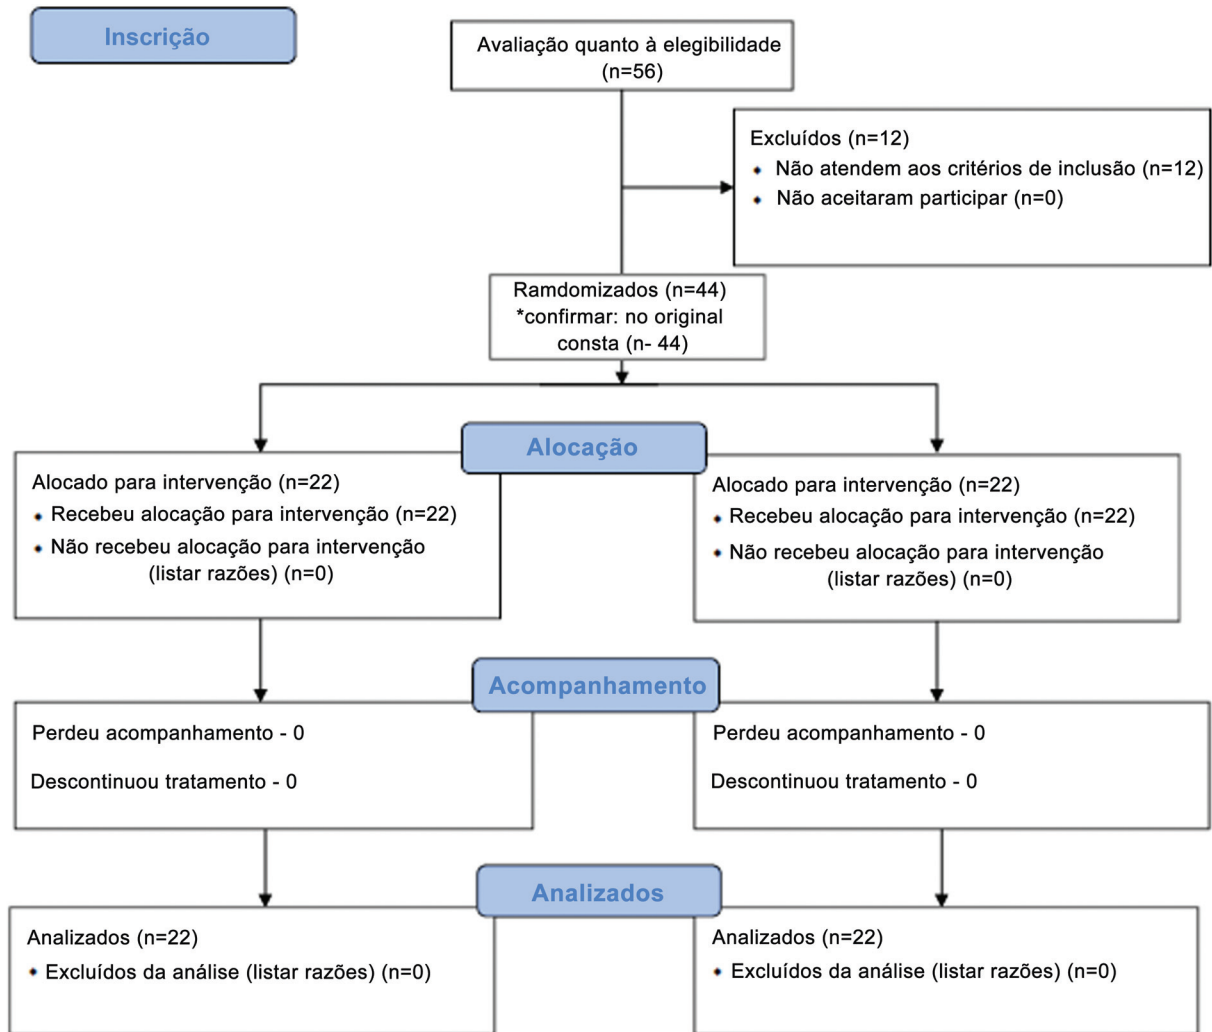 Inscrição
Avaliação quanto à elegibilidade
(n=56)
Excluídos (n=12)
• Não atendem aos critérios de inclusão (n=12)
• Não aceitaram participar (n=0)
Ramdomizados (n=44)
*confirmar: no original
consta (n- 44)
Alocação
Alocado para intervenção (n=22)
• Recebeu alocação para intervenção (n=22)
• Não recebeu alocação para intervenção
(listar razões) (n=0)
Alocado para intervenção (n=22)
• Recebeu alocação para intervenção (n=22)
• Não recebeu alocação para intervenção
(listar razões) (n=0)
Acompanhamento
Perdeu acompanhamento - 0
Descontinuou tratamento - 0
Perdeu acompanhamento - 0
Descontinuou tratamento - 0
Analizados
Analizados (n=22)
• Excluídos da análise (listar razões) (n=0)
Analizados (n=22)
• Excluídos da análise (listar razões) (n=0)